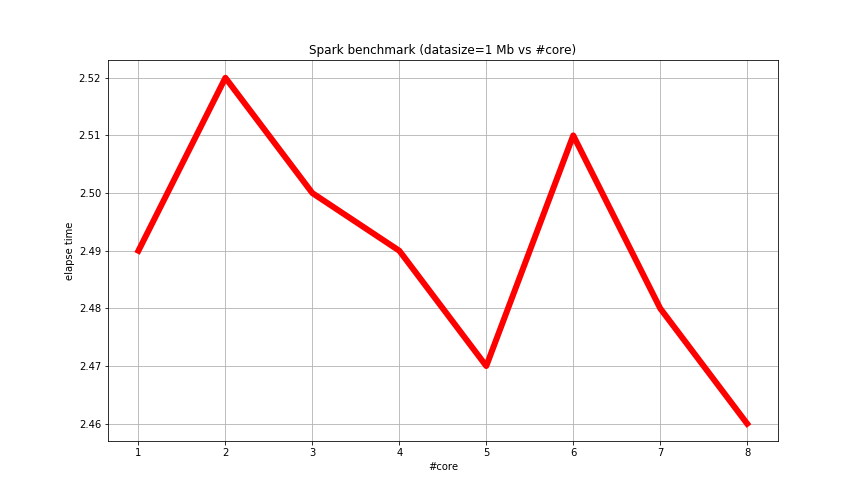 Spark benchmark (datasize=1 Mb vs #core)
2.52
2.51
2.50
2.49
2.48
2.47
2.46
elapse time
1 2 3 4 5 6 7 8
#core